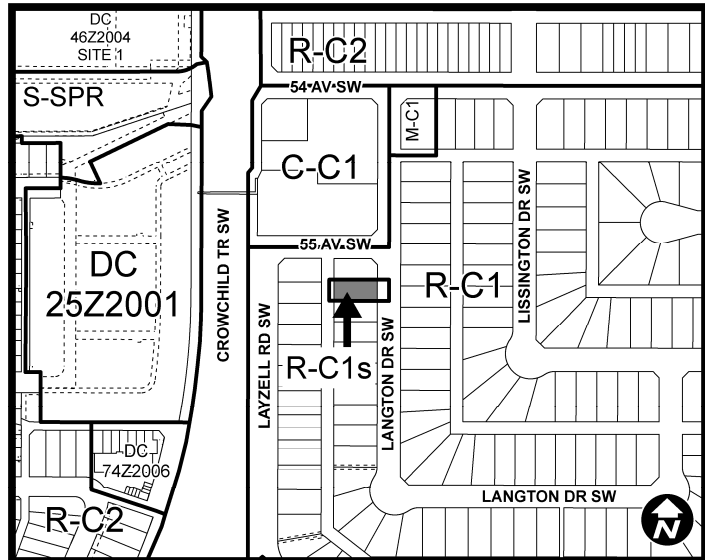 DC
46Z2004
SITE 1
R-C2
S-SPR
54 AV SW
M-C1
C-C1
CROWCHILD TR SW
LISSINGTON DR SW
55 AV SW
DC
25Z2001
R-C1
R-C1s
LAYZELL RD SW
LANGTON DR SW
DC
74Z2006
R-C2
LANGTON DR SW
N